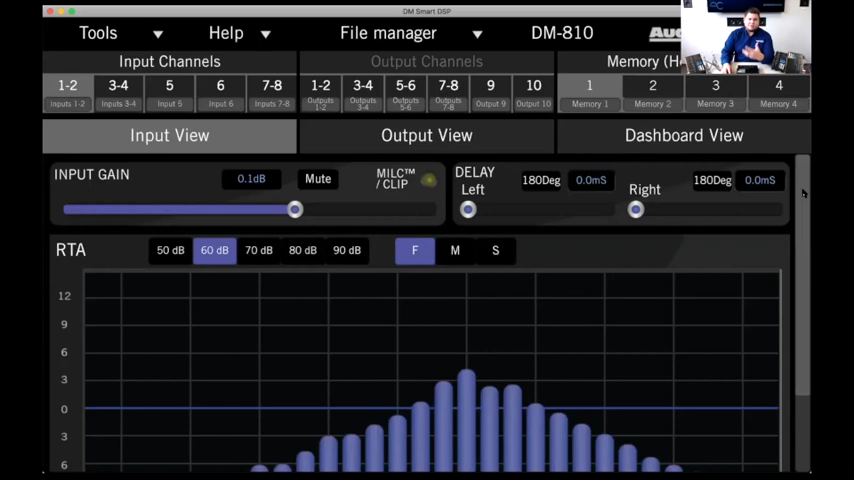 DM Smart DSP
Tools Help File manager DM-810
Input Channels Output Channels
1-2 3-4 5 6 7-8 1-2 3-4 5-6 7-8 9 10 1 2 3 4
Inputs 1-2 Inputs 3-4 Input 5 Input 6 Inputs 7-8 Outputs 1-2 Outputs 3-4 Outputs 5-6 Outputs 7-8 Output 9 Output 10 Memory 1 Memory 2 Memory 3 Memory 4
Input View Output View Dashboard View
INPUT GAIN 0.1dB Mute MILC™ / CLIP
DELAY
Left 180Deg 0.0mS Right 180Deg 0.0mS
RTA 50 dB 60 dB 70 dB 80 dB 90 dB F M S
12
9
6
3
0
3
6